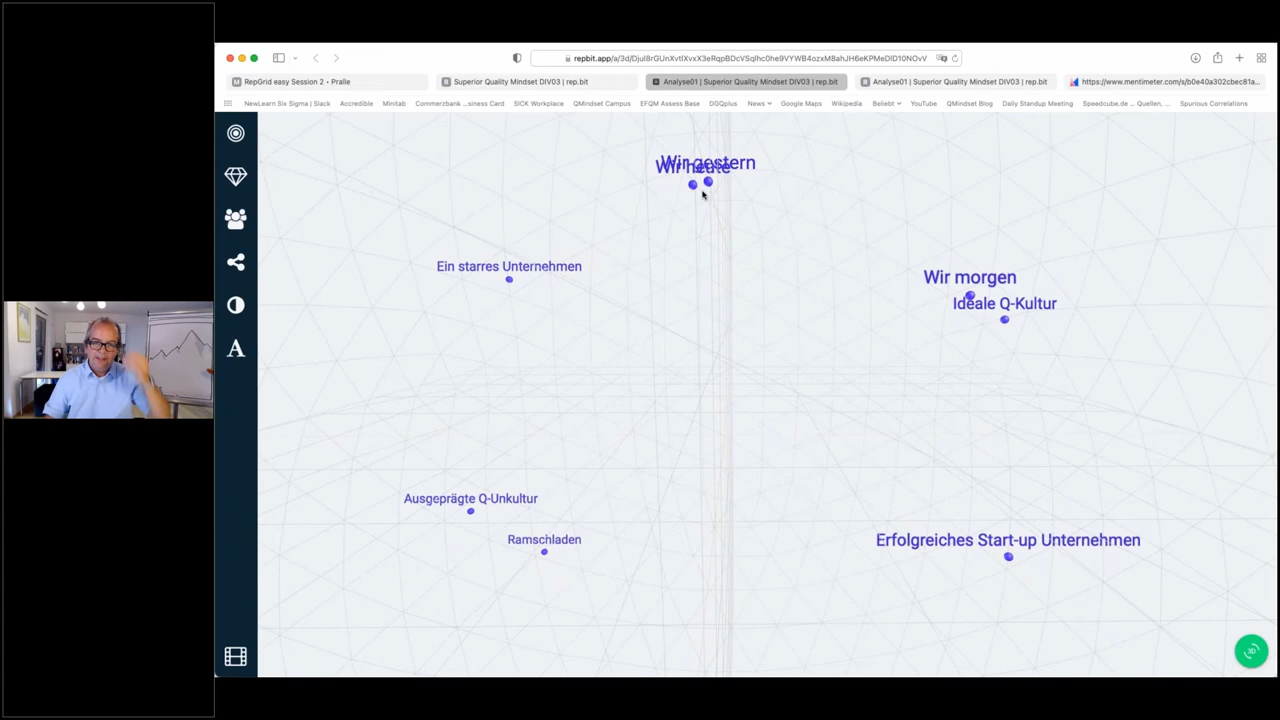 repbit.app/a/3d/Djul8rGUnXvtlXvxX3eRqpBDcVSqlhc0he9VYWB4ozxM8ahJH6eKPMeDlD10NOvV
RepGrid easy Session 2 • Pralle
Superior Quality Mindset DIV03 | rep.bit
Analyse01 | Superior Quality Mindset DIV03 | rep.bit
Analyse01 | Superior Quality Mindset DIV03 | rep.bit
https://www.mentimeter.com/s/b0e40a302cbec81a...
NewLearn Six Sigma | Slack
Accredible
Minitab
Commerzbank ...siness Card
SICK Workplace
QMindset Campus
EFQM Assess Base
DGQplus
News
Google Maps
Wikipedia
Beliebt
YouTube
QMindset Blog
Daily Standup Meeting
Speedcube.de ... Quellen, ...
Spurious Correlations
Wir gestern
Wir heute
Ein starres Unternehmen
Wir morgen
Ideale Q-Kultur
Ausgeprägte Q-Unkultur
Ramschladen
Erfolgreiches Start-up Unternehmen
A
3D